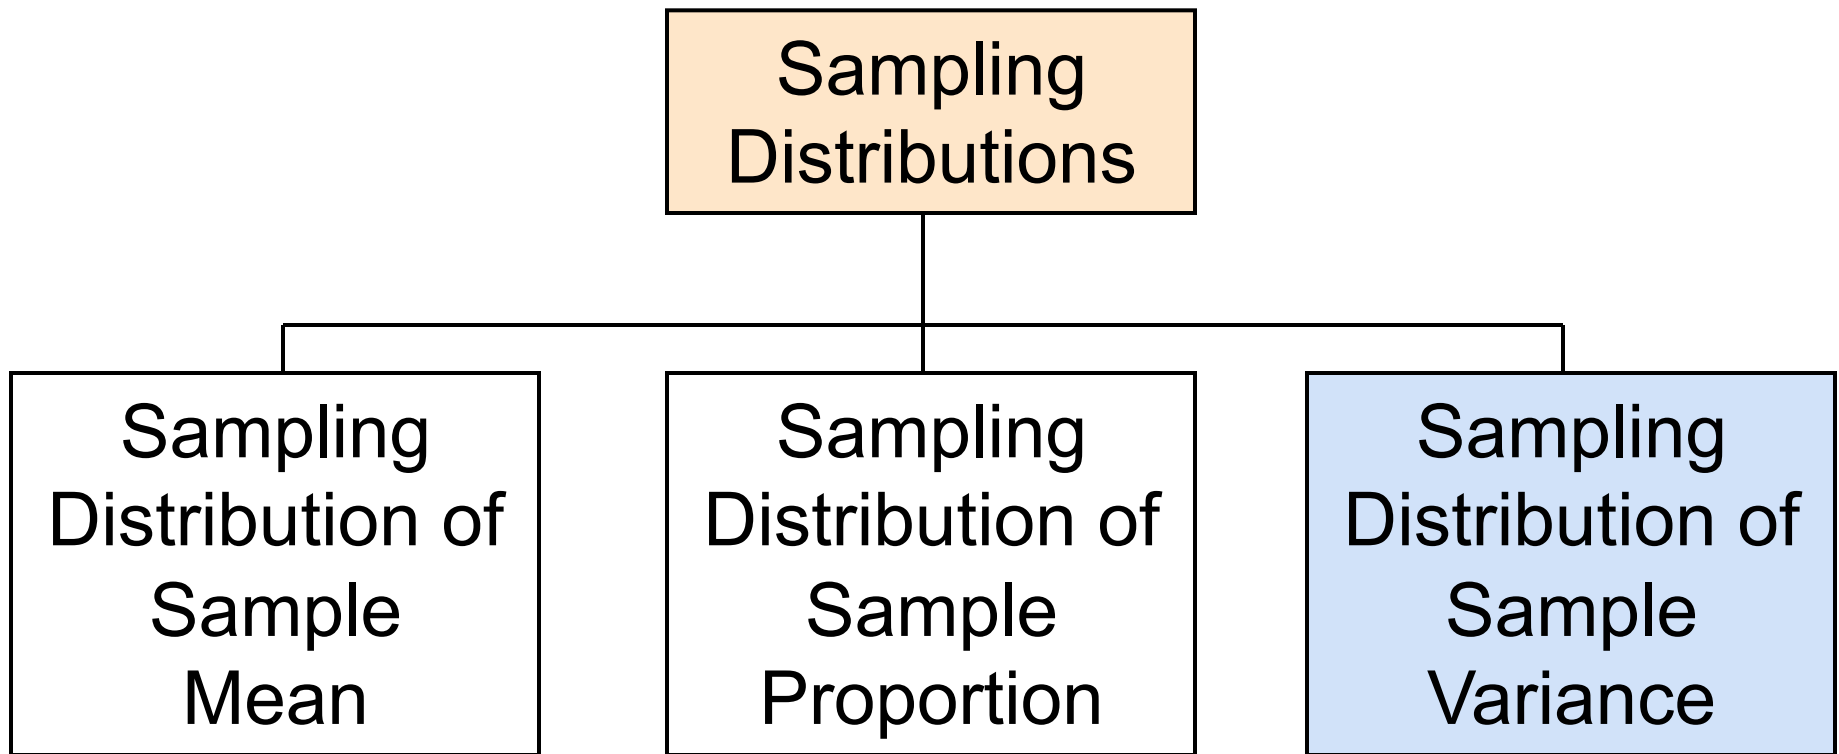 Sampling
Distributions
Sampling
Distribution of
Sample
Mean
Sampling
Distribution of
Sample
Proportion
Sampling
Distribution of
Sample
Variance